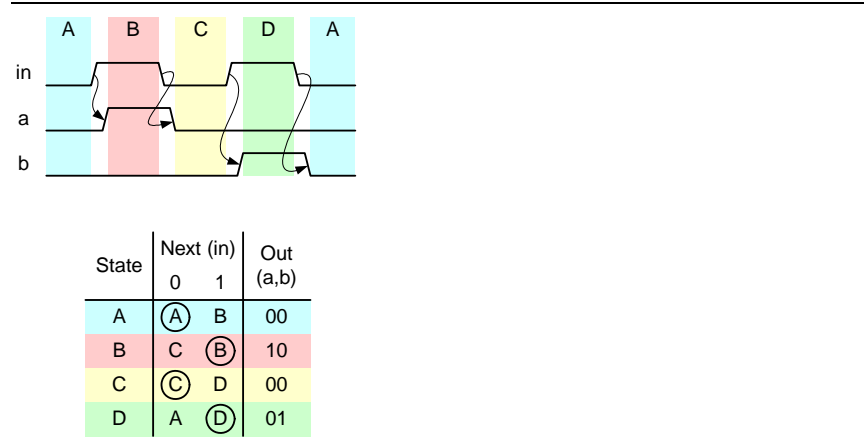 A B C D A
in
a
b
State Next (in) Out (a,b)
0 1
A A B 00
B C B 10
C C D 00
D A D 01